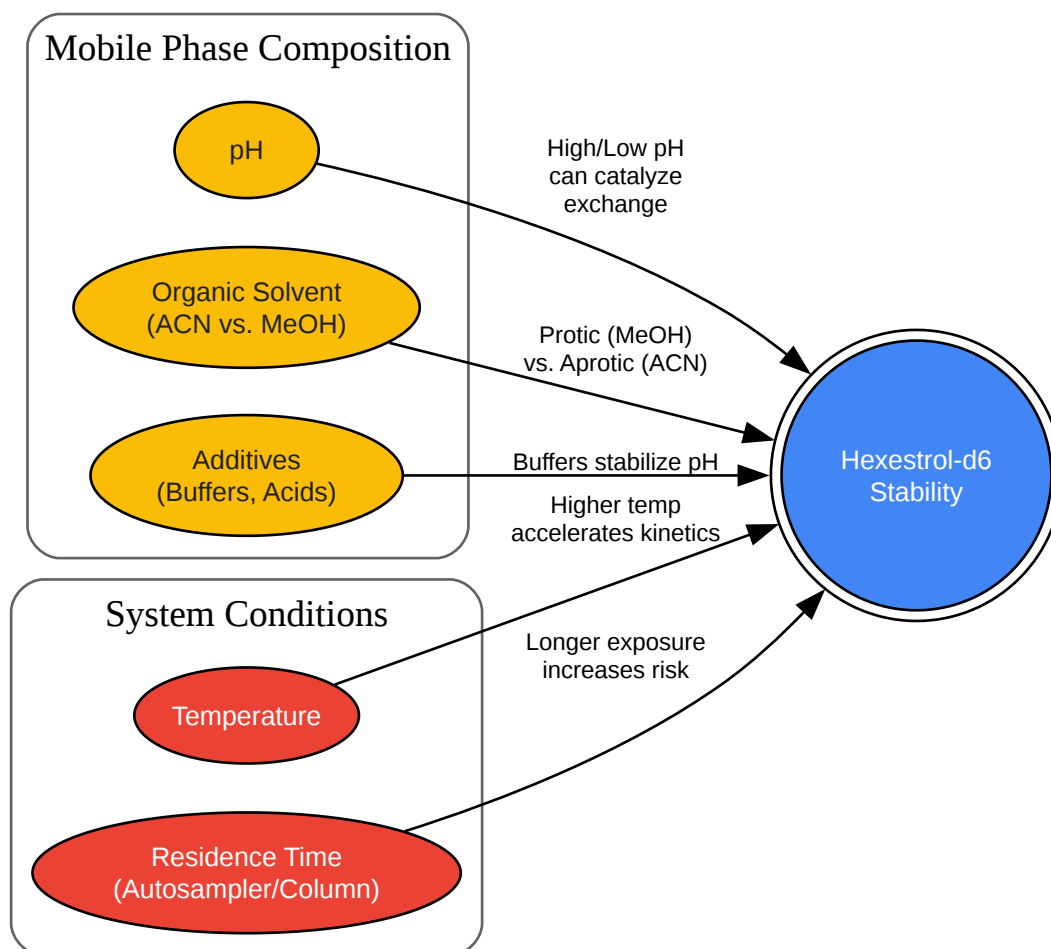 Mobile Phase Composition
pH
High/Low pH
can catalyze
exchange
Organic Solvent
(ACN vs. MeOH)
Protic (MeOH)
vs. Aprotic (ACN)
Additives
(Buffers, Acids)
Buffers stabilize pH
Hexestrol-d6
Stability
Higher temp
accelerates kinetics
System Conditions
Longer exposure
increases risk
Temperature
Residence Time
(Autosampler/Column)